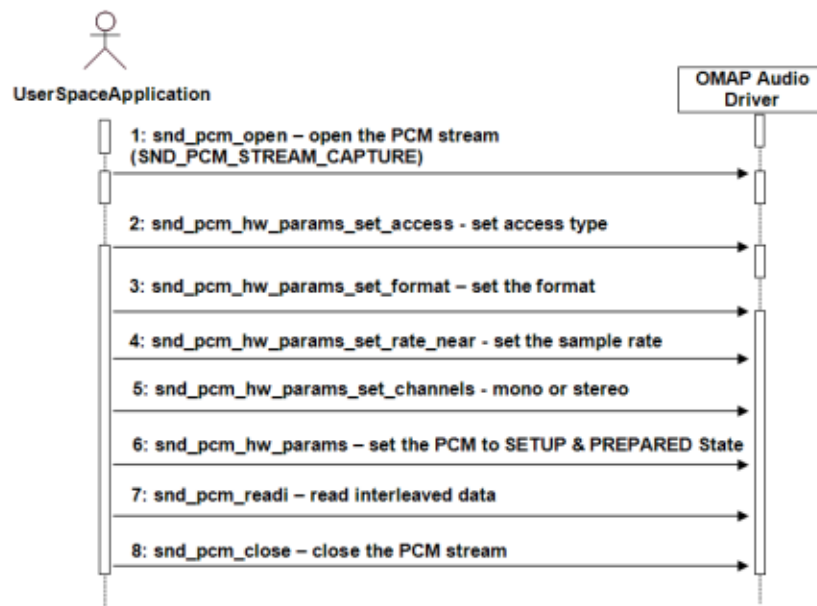 UserSpaceApplication
OMAP Audio
Driver
1: snd_pcm_open – open the PCM stream
(SND_PCM_STREAM_CAPTURE)
2: snd_pcm_hw_params_set_access - set access type
3: snd_pcm_hw_params_set_format – set the format
4: snd_pcm_hw_params_set_rate_near - set the sample rate
5: snd_pcm_hw_params_set_channels - mono or stereo
6: snd_pcm_hw_params – set the PCM to SETUP & PREPARED State
7: snd_pcm_readi – read interleaved data
8: snd_pcm_close – close the PCM stream